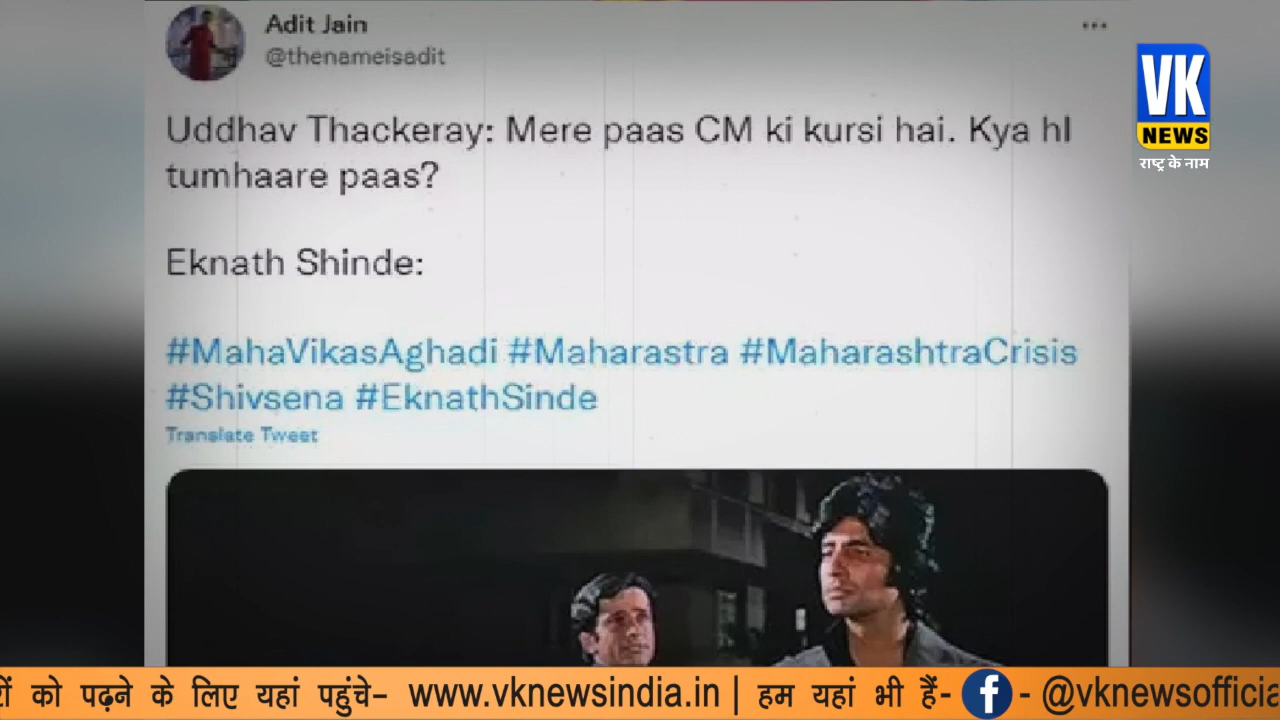 Adit Jain
@thenameisadit
Uddhav Thackeray: Mere paas CM ki kursi hai. Kya hI
tumhaare paas?
Eknath Shinde:
#MahaVikasAghadi #Maharastra #MaharashtraCrisis
#Shivsena #EknathSinde
Translate Tweet
VK
NEWS
राष्ट्र के नाम
को पढ़ने के लिए यहां पहुंचे- www.vknewsindia.in | हम यहां भी हैं- f - @vknewsofficia